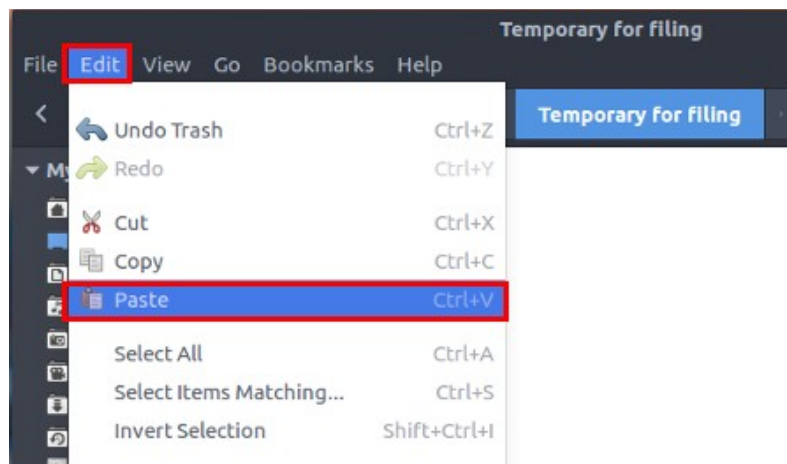 Temporary for filing
File Edit View Go Bookmarks Help
Temporary for filing
Undo Trash Ctrl+Z
Redo Ctrl+Y
Cut Ctrl+X
Copy Ctrl+C
Paste Ctrl+V
Select All Ctrl+A
Select Items Matching... Ctrl+S
Invert Selection Shift+Ctrl+I